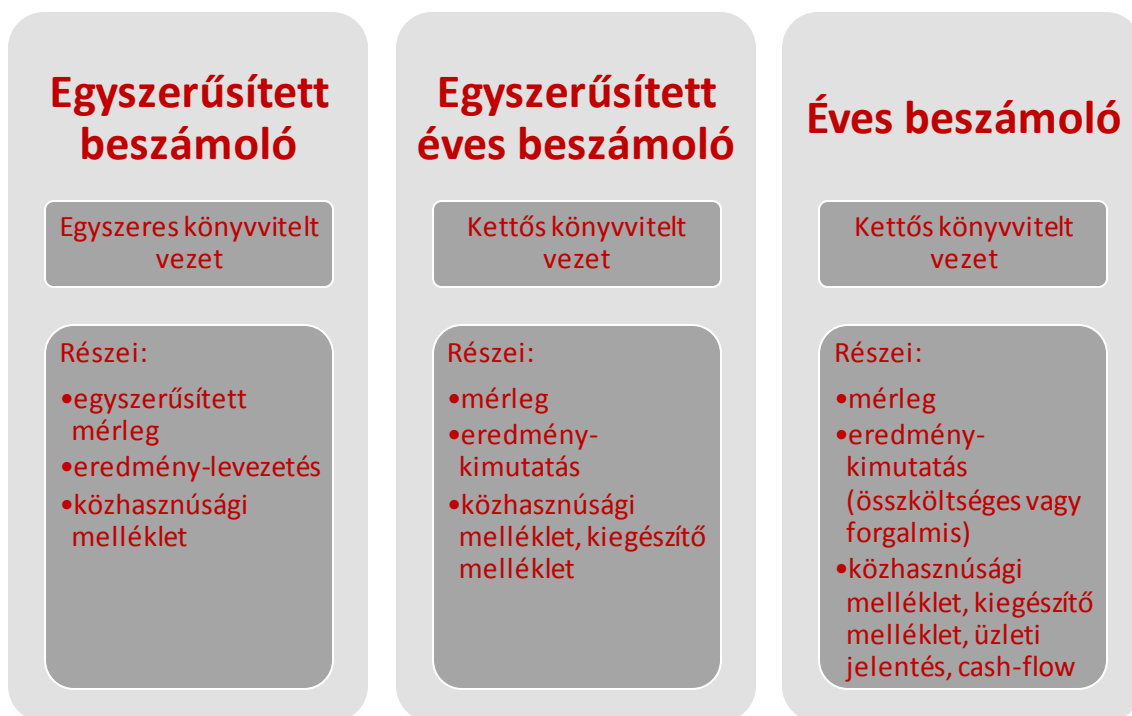 Egyszerűsített
beszámoló
Egyszeres könyvvitelt
vezet
Részei:
•egyszerűsített
mérleg
•eredmény-levezetés
•közhasznúsági
melléklet
Egyszerűsített
éves beszámoló
Kettős könyvvitelt
vezet
Részei:
•mérleg
•eredmény-
kimutatás
•közhasznúsági
melléklet, kiegészítő
melléklet
Éves beszámoló
Kettős könyvvitelt
vezet
Részei:
•mérleg
•eredmény-
kimutatás
(összköltséges vagy
forgalmis)
•közhasznúsági
melléklet, kiegészítő
melléklet, üzleti
jelentés, cash-flow